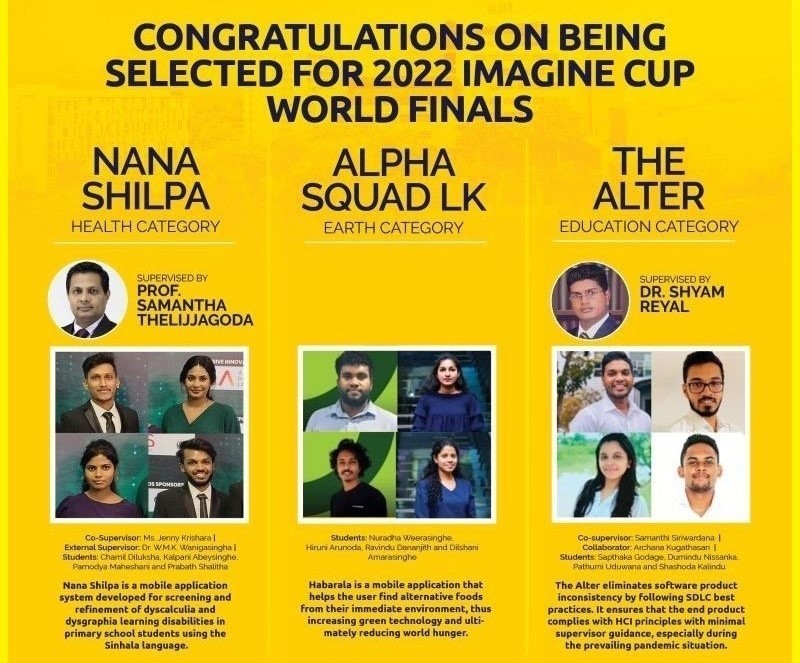 CONGRATULATIONS ON BEING
SELECTED FOR 2022 IMAGINE CUP
WORLD FINALS
NANA
SHILPA
HEALTH CATEGORY
SUPERVISED BY
PROF.
SAMANTHA
THELIJJAGODA
Co-Supervisor: Ms. Jenny Krishara |
External Supervisor: Dr. W.M.K. Wanigasingha |
Students: Chamil Diluksha, Kalpani Abeysinghe,
Pamodya Maheshani and Prabath Shalitha
Nana Shilpa is a mobile application
system developed for screening and
refinement of dyscalculia and
dysgraphia learning disabilities in
primary school students using the
Sinhala language.
ALPHA
SQUAD LK
EARTH CATEGORY
Students: Nuradha Weerasinghe,
Hiruni Arunoda, Ravindu Dananjith and Dilshani
Amarasinghe
Habarala is a mobile application that
helps the user find alternative foods
from their immediate environment, thus
increasing green technology and ulti-
mately reducing world hunger.
THE
ALTER
EDUCATION CATEGORY
SUPERVISED BY
DR. SHYAM
REYAL
Co-supervisor: Samanthi Siriwardana |
Collaborator: Archana Kugathasan |
Students: Sapthaka Godage, Dumindu Nissanka,
Pathumi Uduwana and Shashoda Kalindu
The Alter eliminates software product
inconsistency by following SDLC best
practices. It ensures that the end product
complies with HCI principles with minimal
supervisor guidance, especially during
the prevailing pandemic situation.